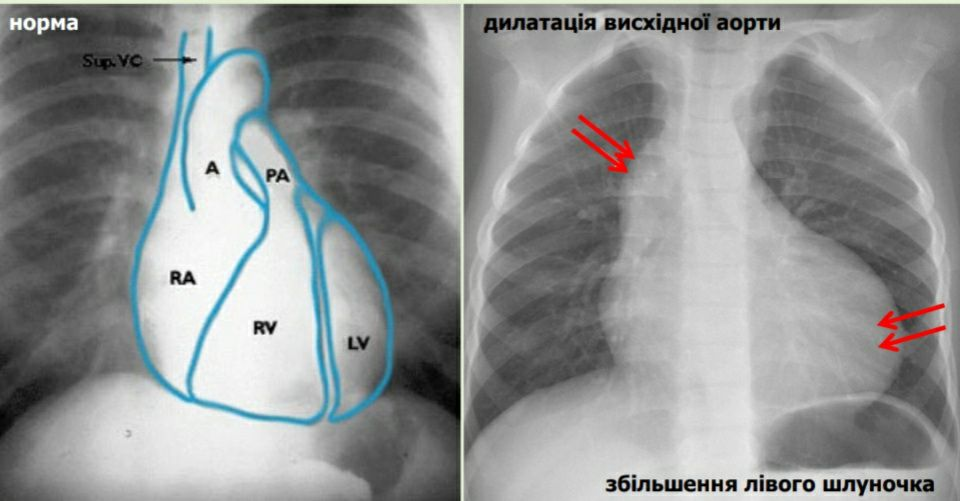 норма
Sup.VC
A
PA
RA
RV
LV
дилатація висхідної аорти
збільшення лівого шлуночка